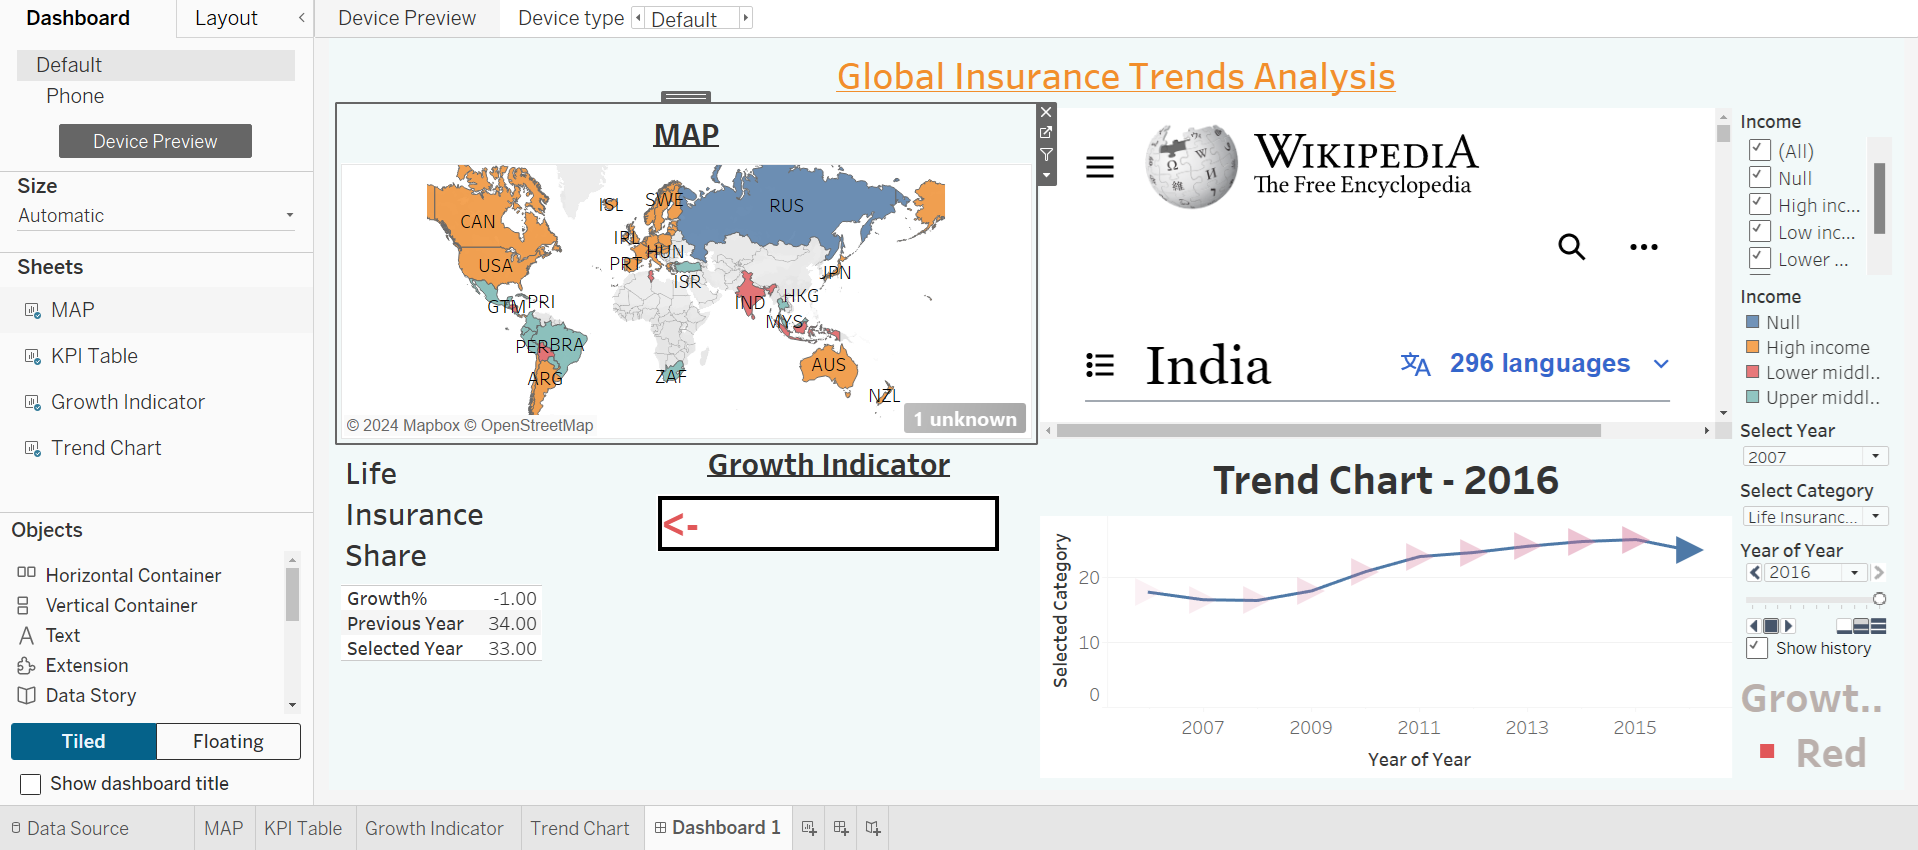 Dashboard
Layout
Device Preview
Device type
Default
Default
Phone
Device Preview
Size
Automatic
Sheets
MAP
KPI Table
Growth Indicator
Trend Chart
Objects
Horizontal Container
Vertical Container
Text
Extension
Data Story
Tiled
Floating
Show dashboard title
Global Insurance Trends Analysis
MAP
CAN
USA
GTM
PRI
PER
BRA
ARG
ISL
SWE
IRL
HUN
PRT
ISR
RUS
JPN
IND
HKG
MYS
ZAF
AUS
NZL
© 2024 Mapbox © OpenStreetMap
1 unknown
WIKIPEDIA
The Free Encyclopedia
India
296 languages
Life
Insurance
Share
Growth% -1.00
Previous Year 34.00
Selected Year 33.00
Growth Indicator
<-
Trend Chart - 2016
Selected Category
20
10
0
2007 2009 2011 2013 2015
Year of Year
Income
(All)
Null
High inc...
Low inc...
Lower ...
Income
Null
High income
Lower middl..
Upper middl..
Select Year
2007
Select Category
Life Insuranc...
Year of Year
2016
Show history
Growt..
Red
Data Source
MAP
KPI Table
Growth Indicator
Trend Chart
Dashboard 1